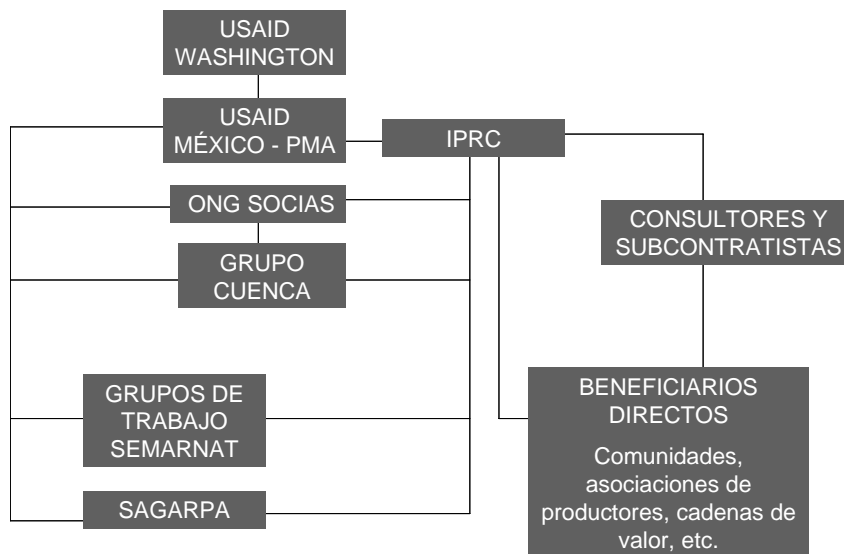 USAID
WASHINGTON
USAID
MÉXICO - PMA
IPRC
ONG SOCIAS
GRUPO
CUENCA
CONSULTORES Y
SUBCONTRATISTAS
GRUPOS DE
TRABAJO
SEMARNAT
SAGARPA
BENEFICIARIOS
DIRECTOS
Comunidades,
asociaciones de
productores, cadenas de
valor, etc.